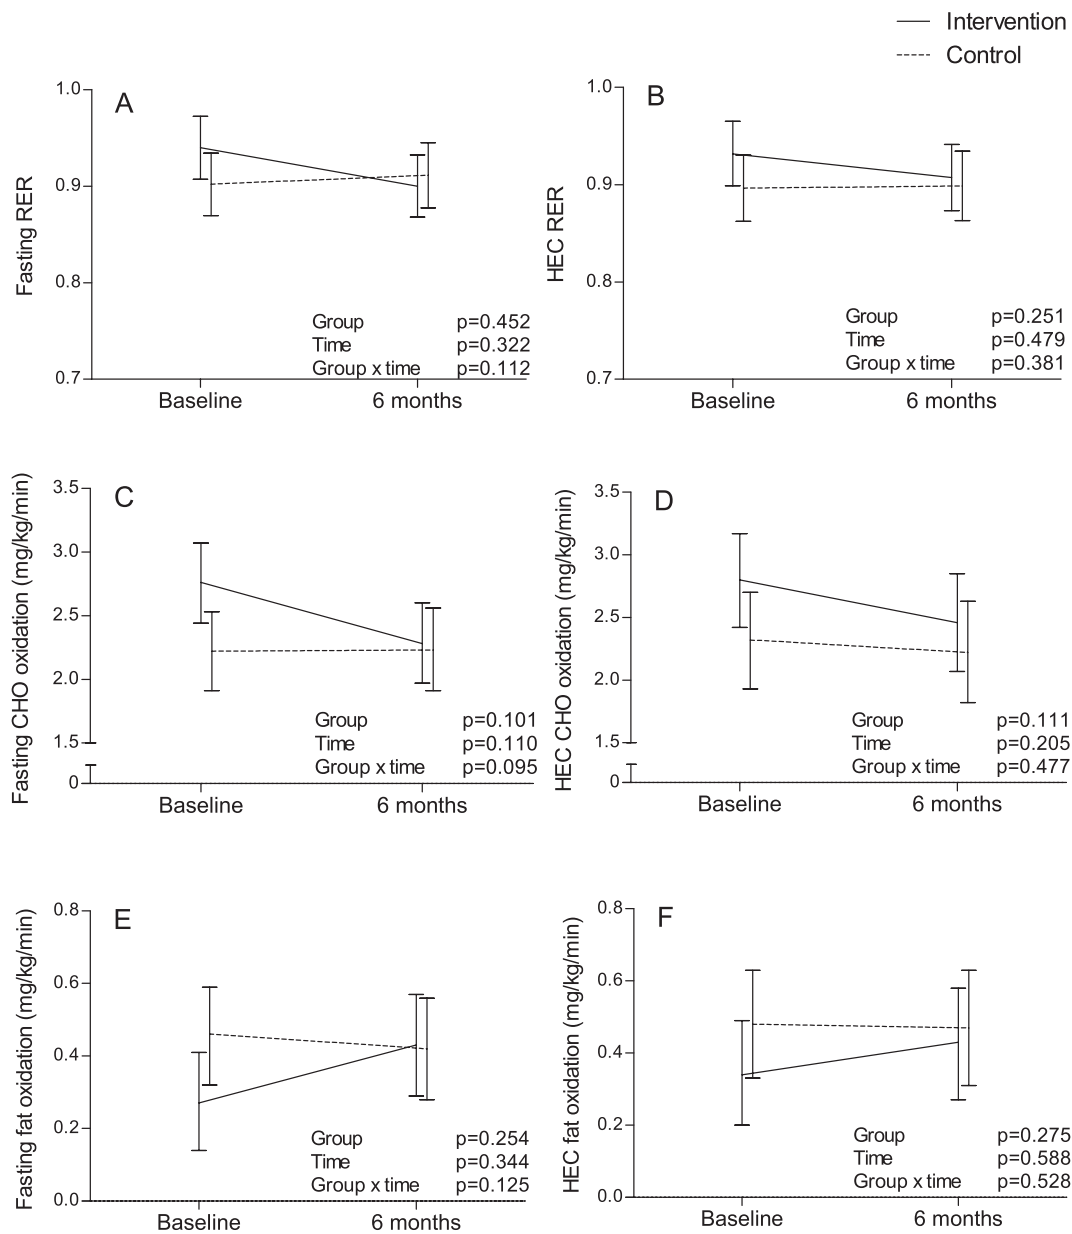 Intervention
Control
A
Fasting RER
1.0
0.9
0.8
0.7
Group p=0.452
Time p=0.322
Group x time p=0.112
Baseline 6 months
B
HEC RER
1.0
0.9
0.8
0.7
Group p=0.251
Time p=0.479
Group x time p=0.381
Baseline 6 months
C
Fasting CHO oxidation (mg/kg/min)
3.5
3.0
2.5
2.0
1.5
0
Group p=0.101
Time p=0.110
Group x time p=0.095
Baseline 6 months
D
HEC CHO oxidation (mg/kg/min)
3.5
3.0
2.5
2.0
1.5
0
Group p=0.111
Time p=0.205
Group x time p=0.477
Baseline 6 months
E
Fasting fat oxidation (mg/kg/min)
0.8
0.6
0.4
0.2
0.0
Group p=0.254
Time p=0.344
Group x time p=0.125
Baseline 6 months
F
HEC fat oxidation (mg/kg/min)
0.8
0.6
0.4
0.2
0.0
Group p=0.275
Time p=0.588
Group x time p=0.528
Baseline 6 months